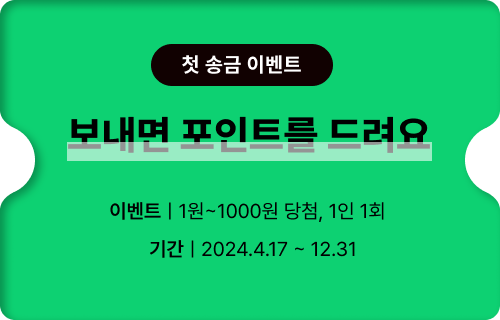 첫 송금 이벤트
보내면 포인트를 드려요
이벤트 | 1원~1000원 당첨, 1인 1회
기간 | 2024.4.17 ~ 12.31